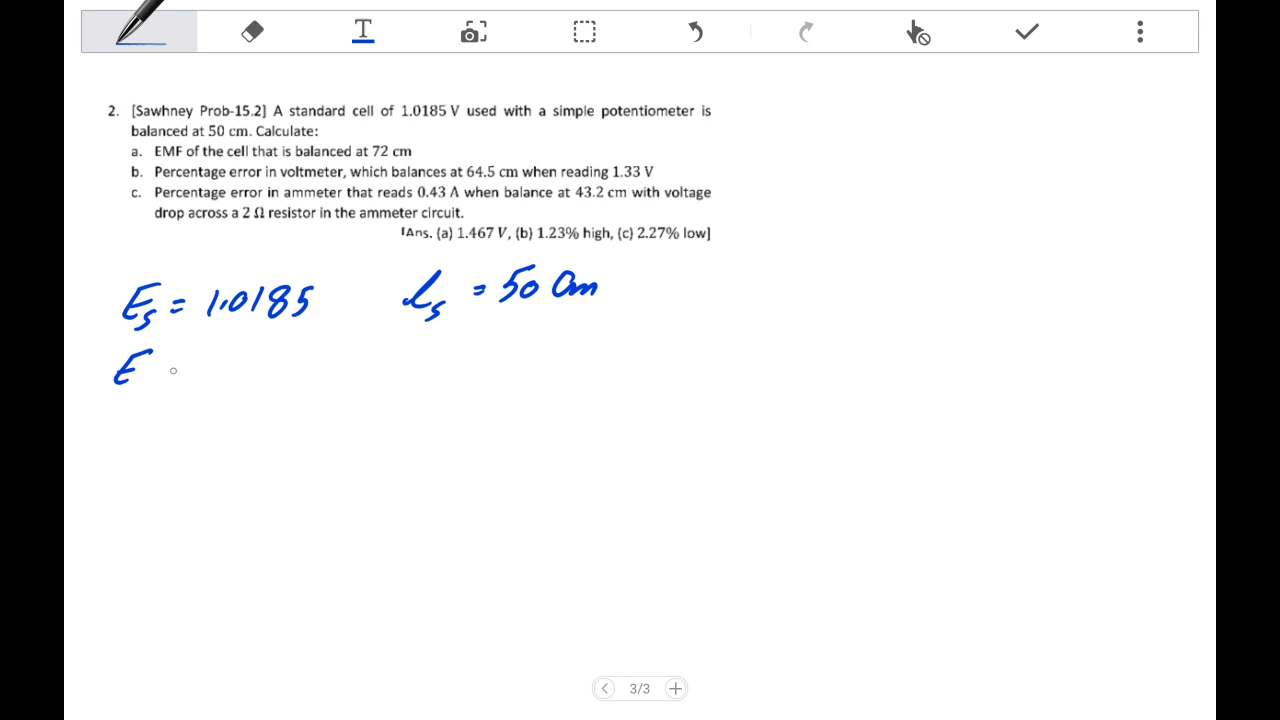 T
2. [Sawhney Prob-15.2] A standard cell of 1.0185 V used with a simple potentiometer is
balanced at 50 cm. Calculate:
a. EMF of the cell that is balanced at 72 cm
b. Percentage error in voltmeter, which balances at 64.5 cm when reading 1.33 V
c. Percentage error in ammeter that reads 0.43 A when balance at 43.2 cm with voltage
drop across a 2 Ω resistor in the ammeter circuit.
[Ans. (a) 1.467 V, (b) 1.23% high, (c) 2.27% low]
Es = 1.0185 ls = 50 Cm
E
3/3